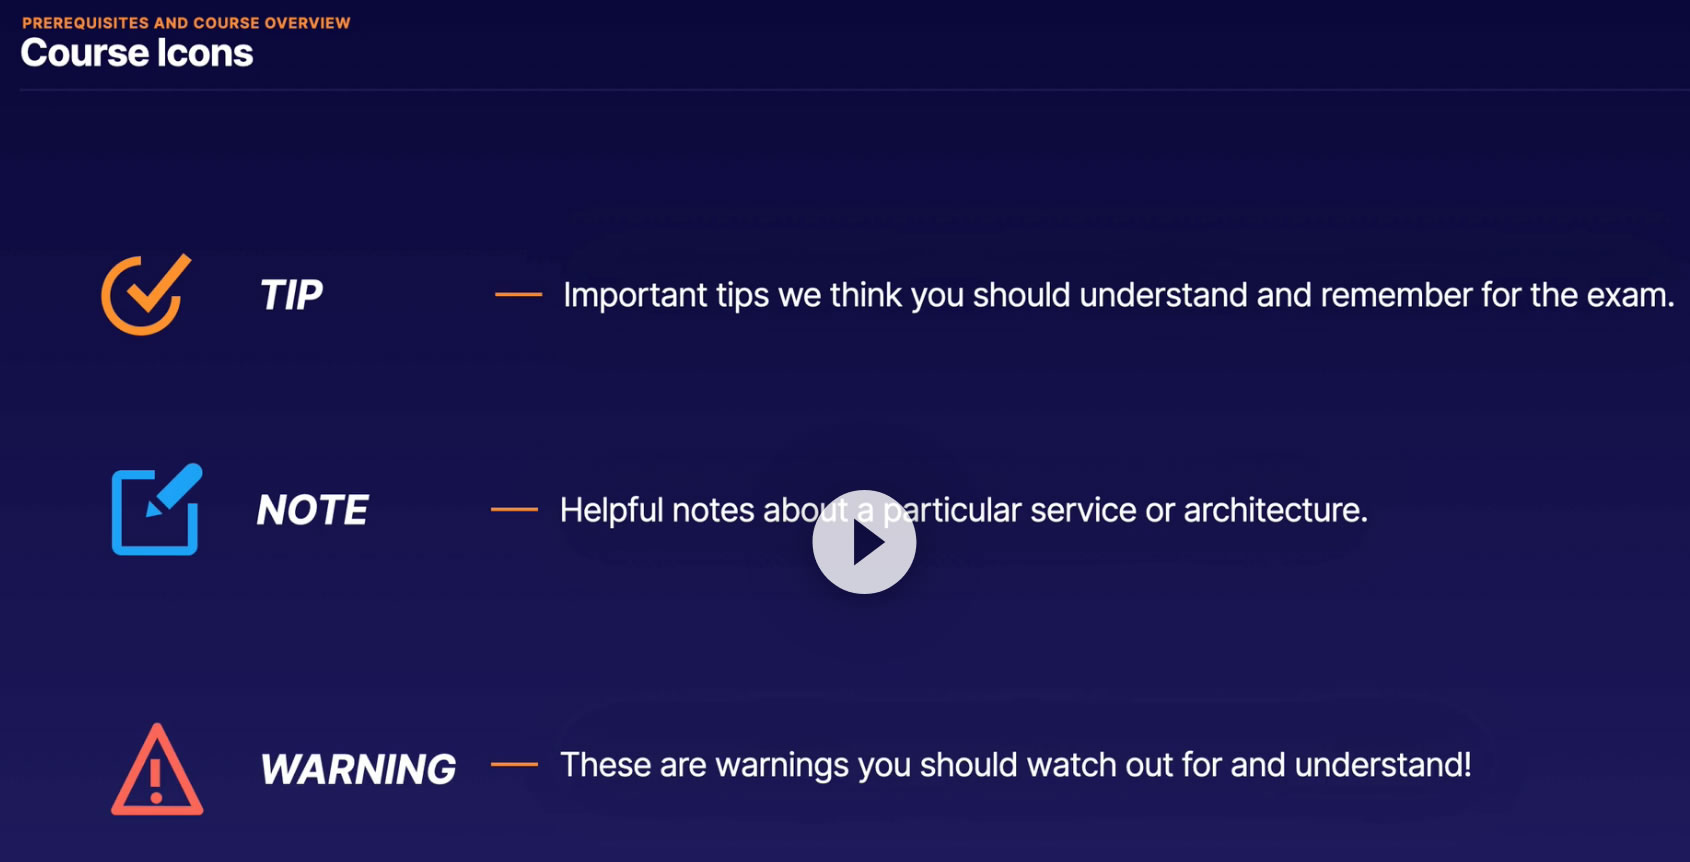 PREREQUISITES AND COURSE OVERVIEW
Course Icons
TIP — Important tips we think you should understand and remember for the exam.
NOTE — Helpful notes about a particular service or architecture.
WARNING — These are warnings you should watch out for and understand!